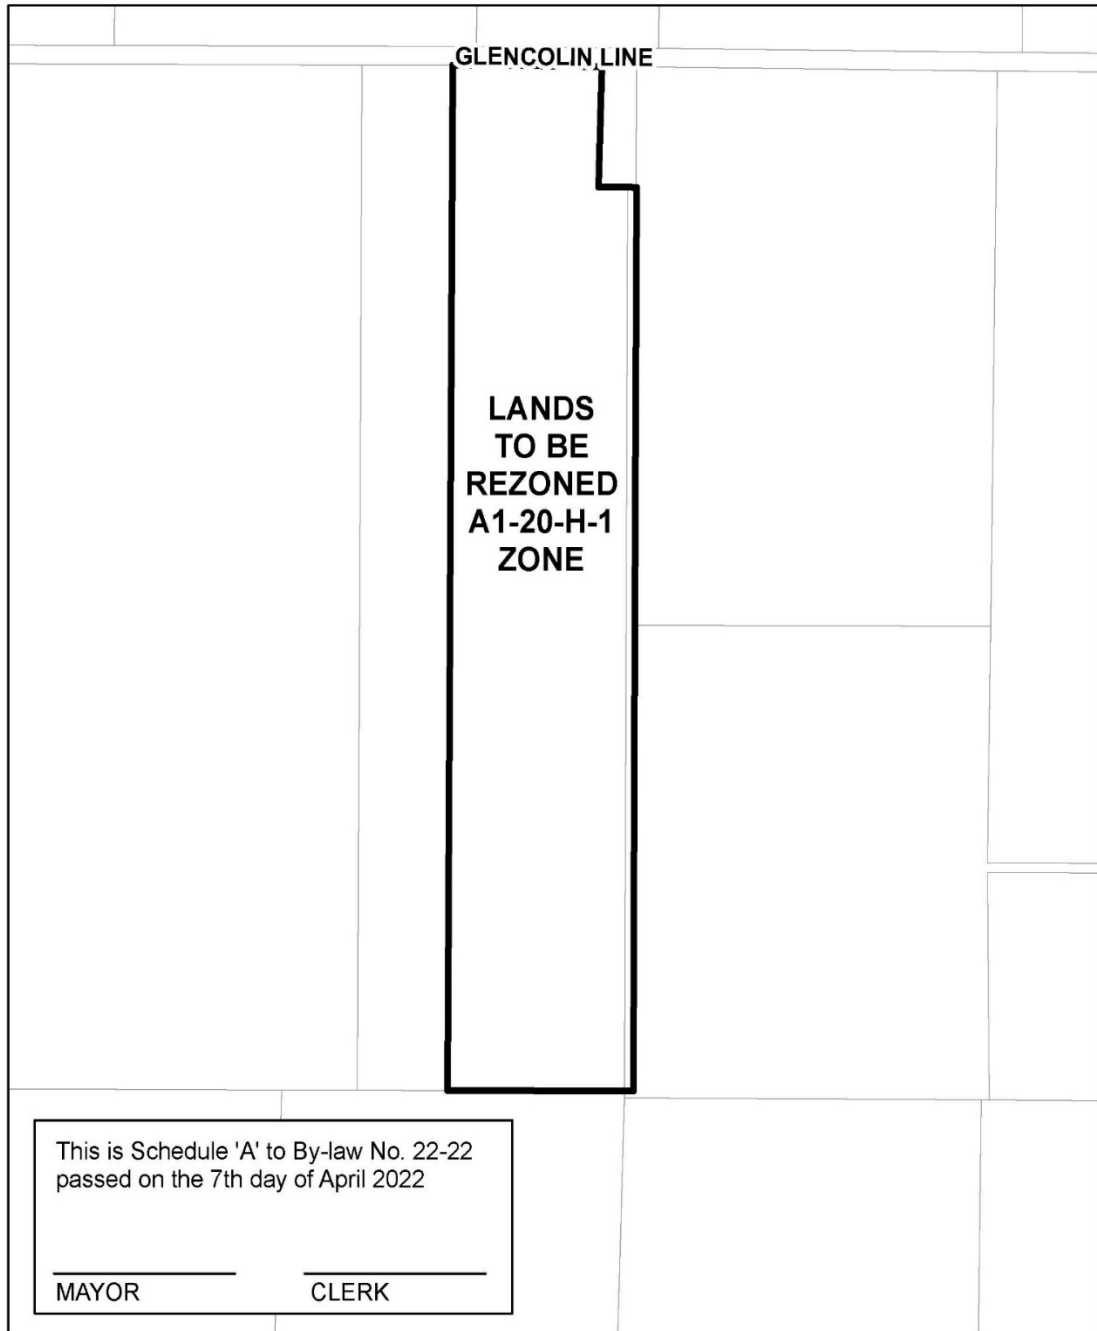 GLENCOLIN LINE
LANDS
TO BE
REZONED
A1-20-H-1
ZONE
This is Schedule 'A' to By-law No. 22-22
passed on the 7th day of April 2022
MAYOR CLERK